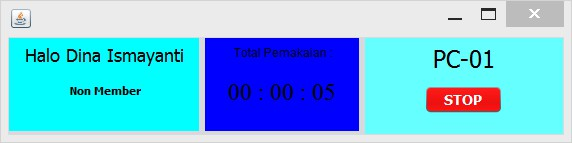 Halo Dina Ismayanti
Non Member
Total Pemakaian :
00 : 00 : 05
PC-01
STOP